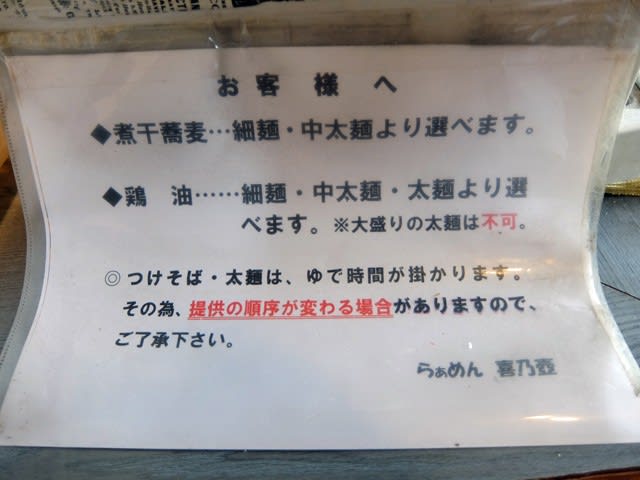 お客様へ
◆煮干蕎麦…細麺・中太麺より選べます。
◆鶏　油……細麺・中太麺・太麺より選
べます。※大盛りの太麺は不可。
◎つけそば・太麺は、ゆで時間が掛かります。
その為、提供の順序が変わる場合がありますので、
ご了承下さい。
らぁめん 喜乃壺